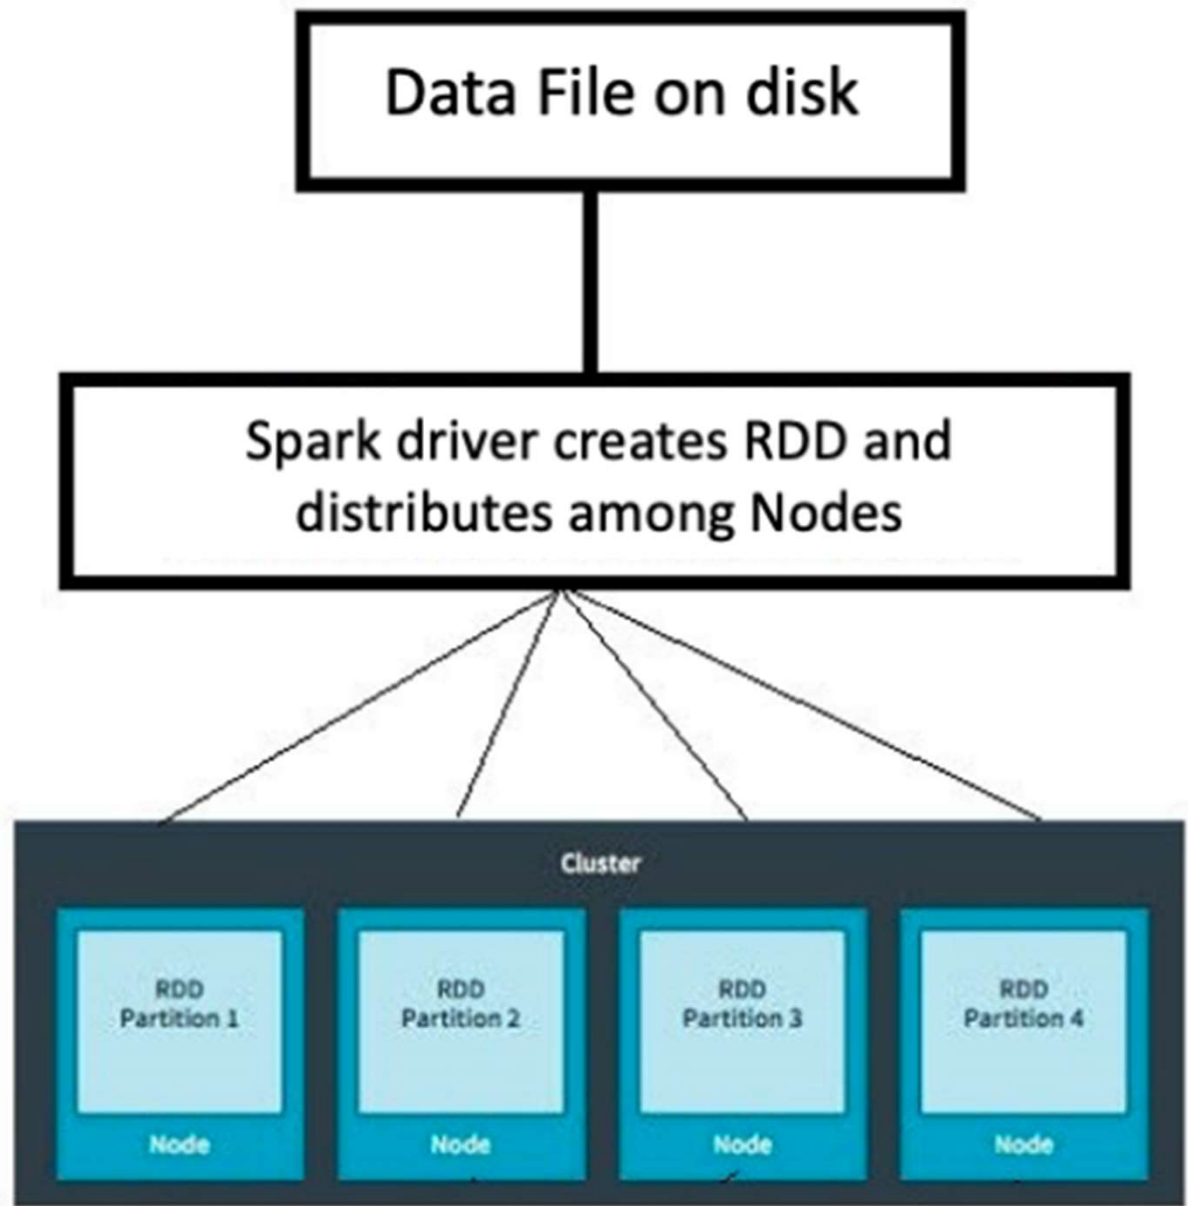 Data File on disk
Spark driver creates RDD and
distributes among Nodes
Cluster
RDD
Partition 1
RDD
Partition 2
RDD
Partition 3
RDD
Partition 4
Node
Node
Node
Node